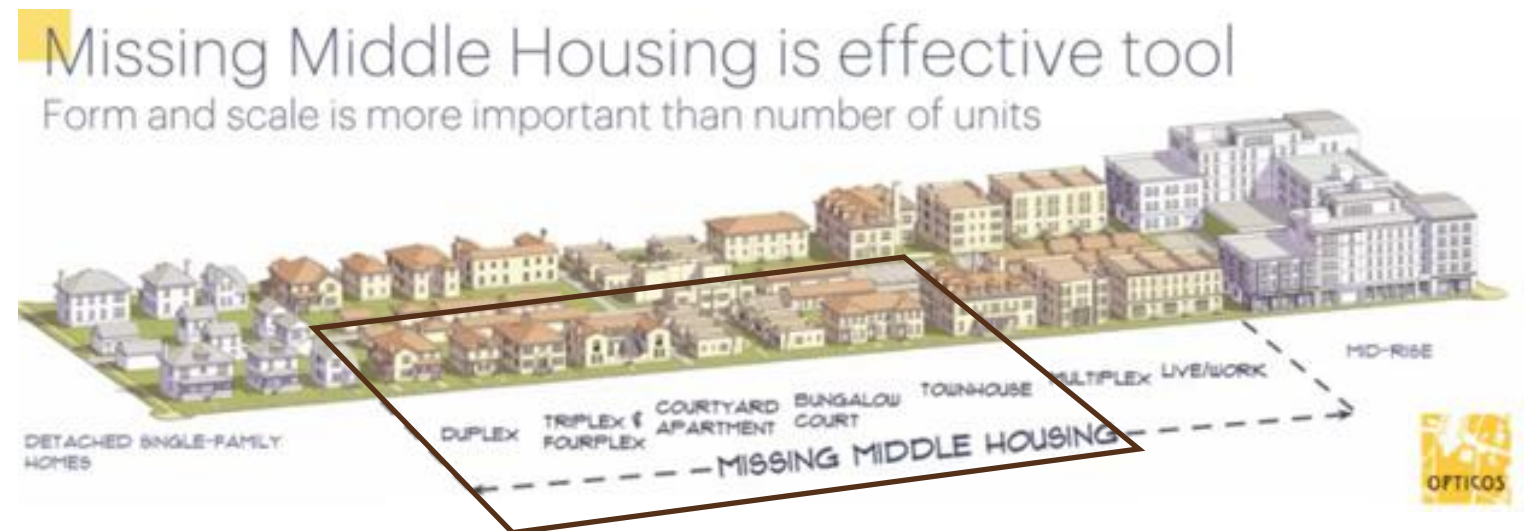 Missing Middle Housing is effective tool
Form and scale is more important than number of units
DETACHED SINGLE-FAMILY
HOMES
DUPLEX
TRIPLEX &
FOURPLEX
COURTYARD
APARTMENT
BUNGALOW
COURT
TOWNHOUSE
MULTIPLEX
LIVE/WORK
MID-RISE
MISSING MIDDLE HOUSING
OPTICOS